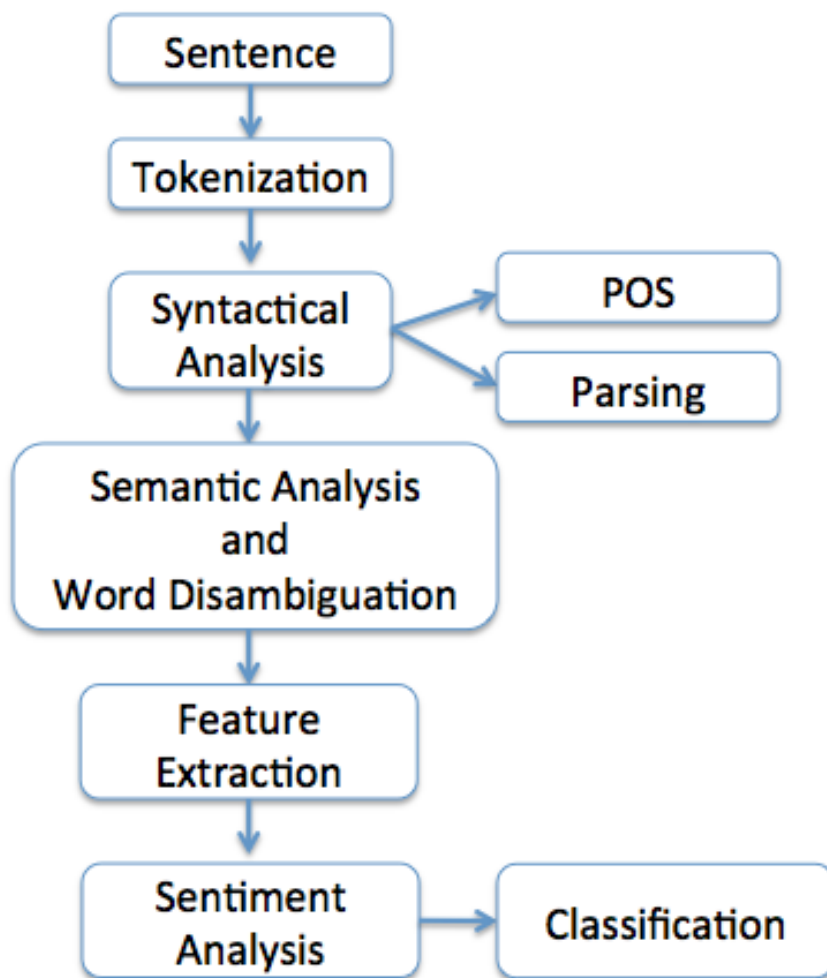 Sentence
Tokenization
Syntactical
Analysis
POS
Parsing
Semantic Analysis
and
Word Disambiguation
Feature
Extraction
Sentiment
Analysis
Classification